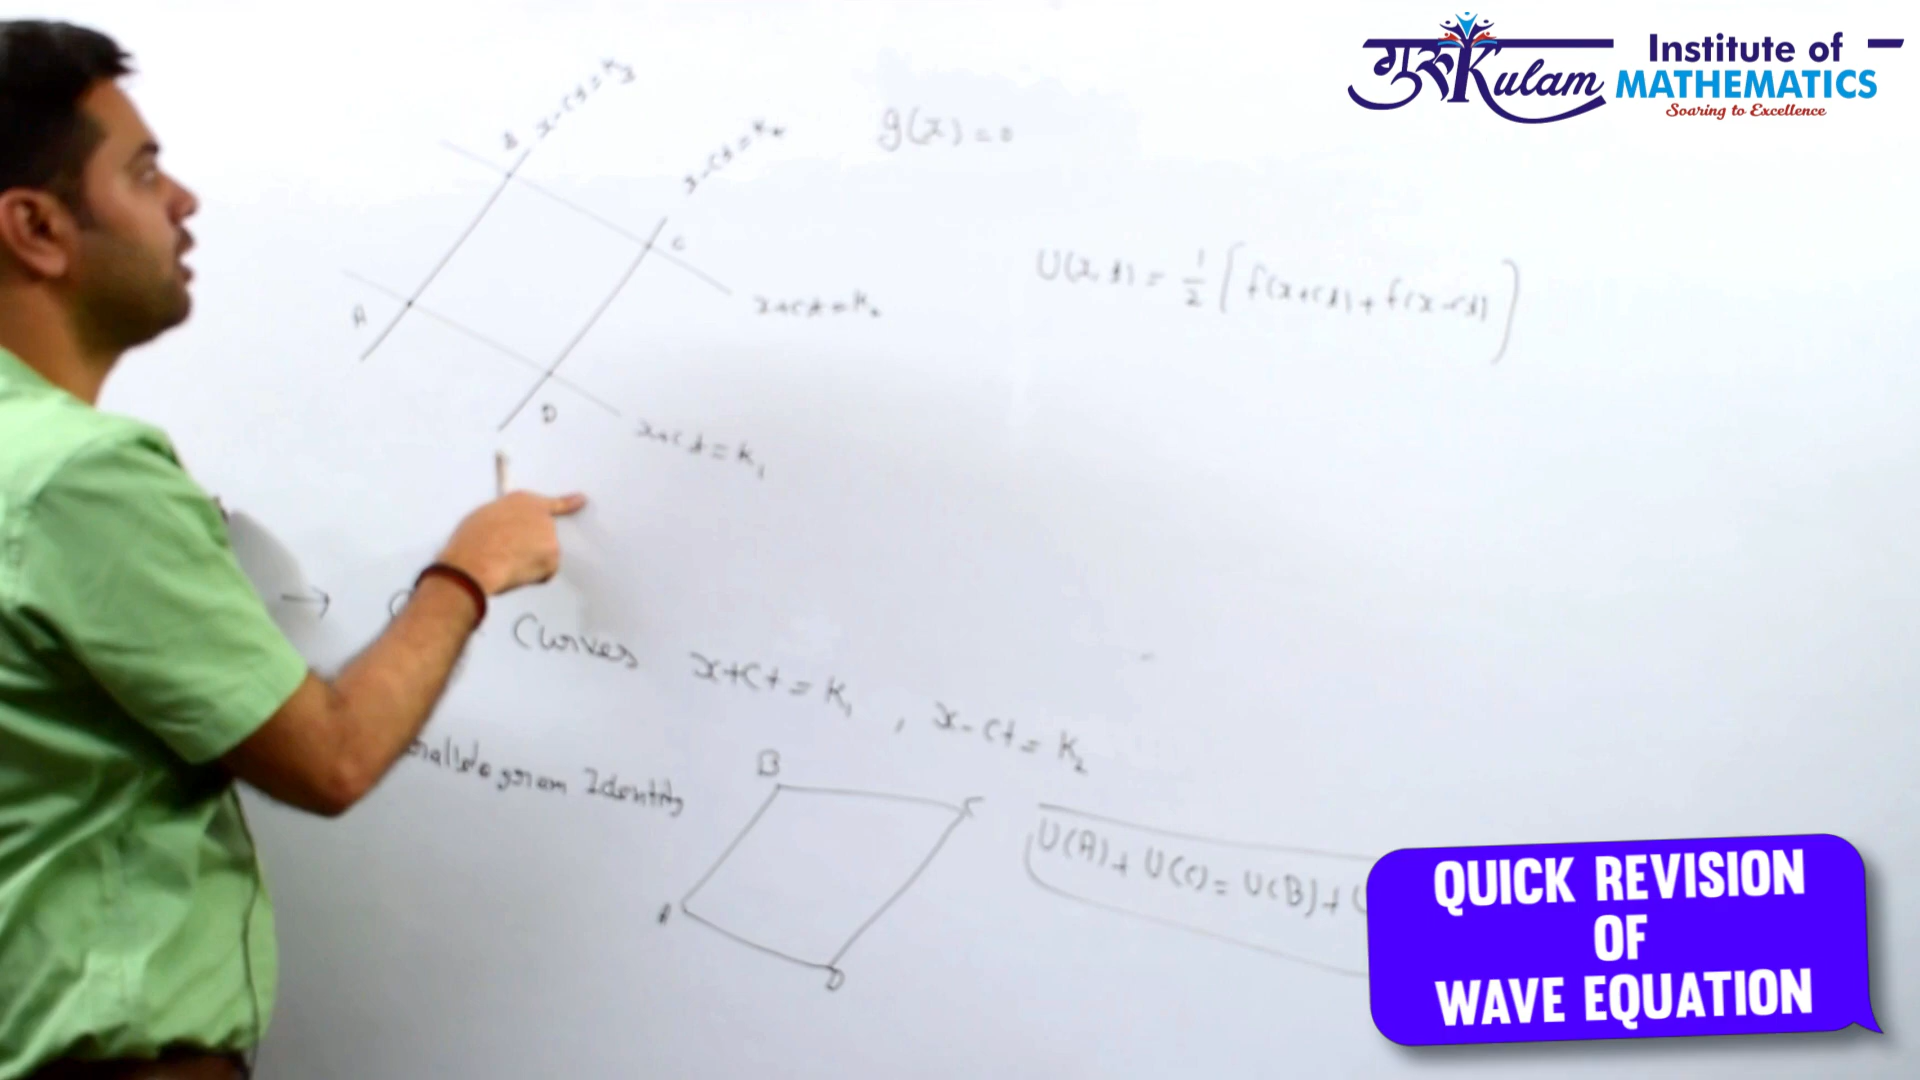 गुरुKulam
Institute of
MATHEMATICS
Soaring to Excellence
B
x-ct=k3
x-ct=k4
g(x)=0
C
A
x+ct=k2
U(x,t) = 1/2 [f(x+ct)+f(x-ct)]
D
x+ct=k1
→
Curves x+ct=k1 , x-ct=k2
Identity
B
C
A
D
U(A)+U(C)=U(B)+
QUICK REVISION
OF
WAVE EQUATION